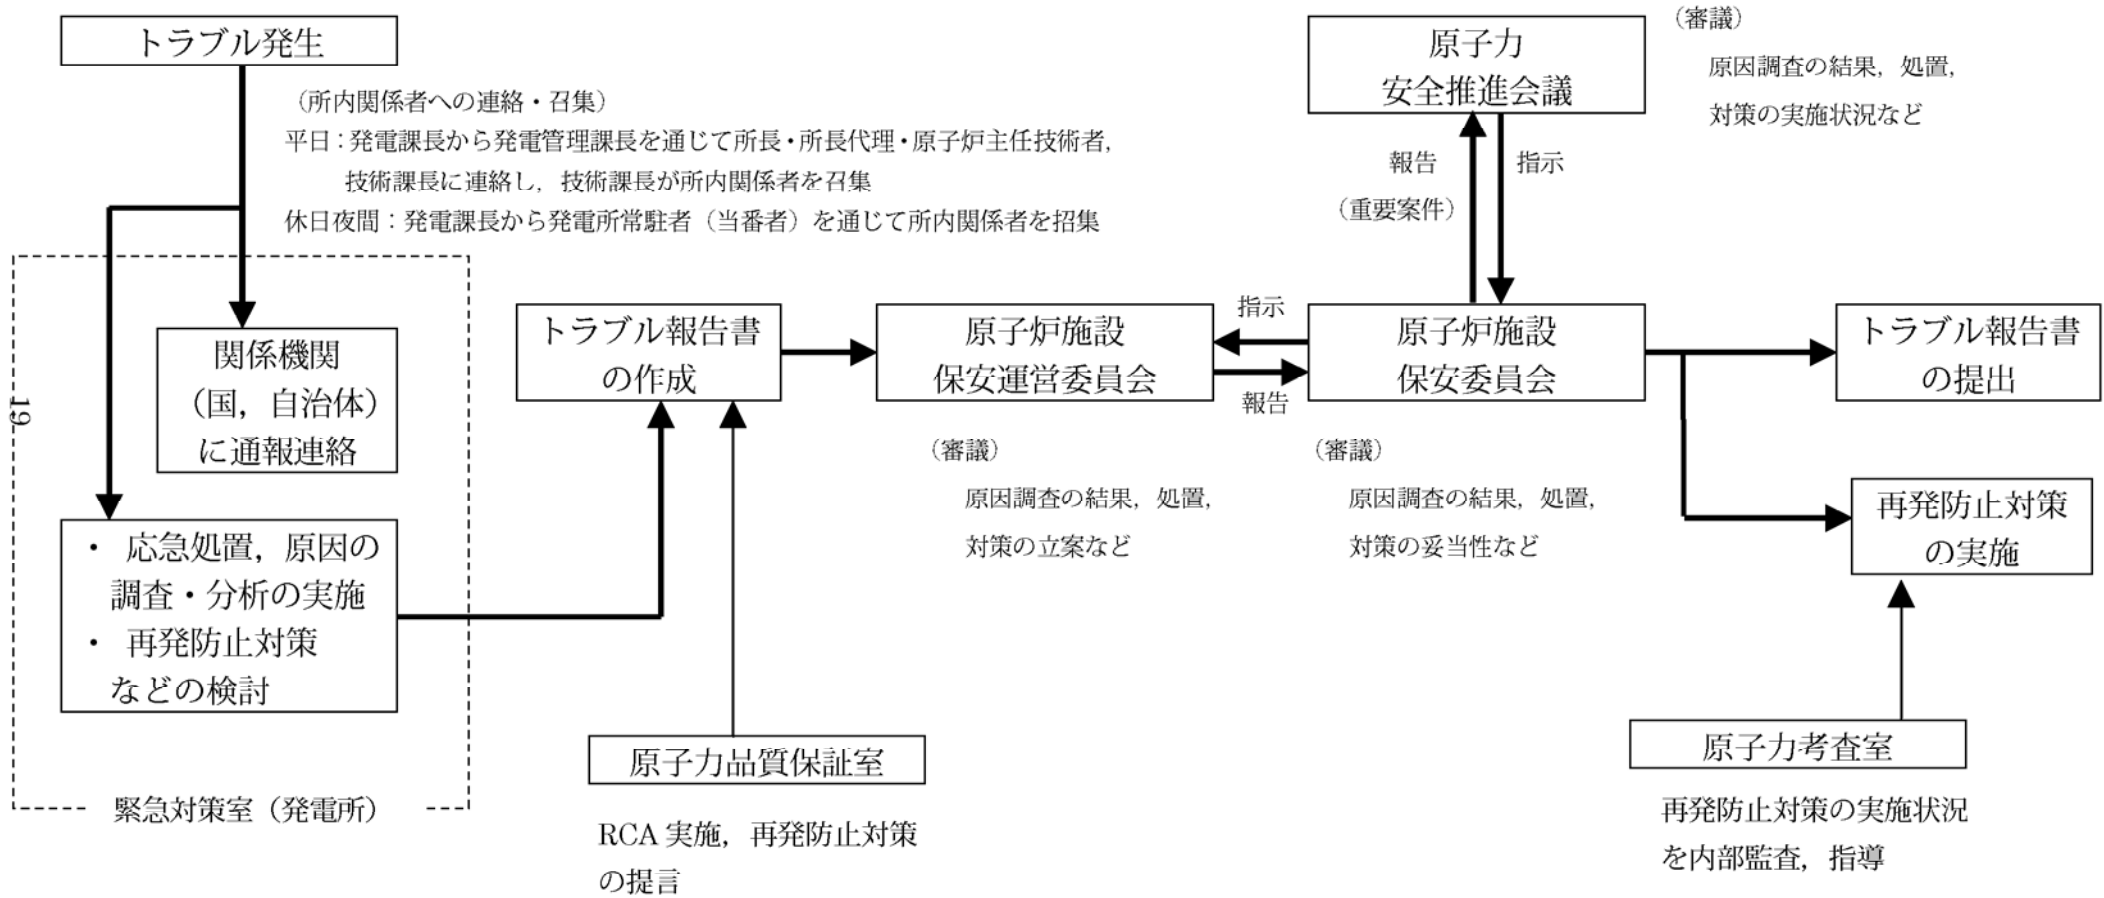 トラブル発生
（所内関係者への連絡・召集）
平日：発電課長から発電管理課長を通じて所長・所長代理・原子炉主任技術者，
技術課長に連絡し，技術課長が所内関係者を召集
休日夜間：発電課長から発電所常駐者（当番者）を通じて所内関係者を招集
関係機関
（国，自治体）
に通報連絡
・ 応急処置，原因の
調査・分析の実施
・ 再発防止対策
などの検討
緊急対策室（発電所）
19
トラブル報告書
の作成
原子力品質保証室
RCA 実施，再発防止対策
の提言
原子炉施設
保安運営委員会
（審議）
原因調査の結果，処置，
対策の立案など
指示
報告
原子炉施設
保安委員会
（審議）
原因調査の結果，処置，
対策の妥当性など
報告
（重要案件）
指示
原子力
安全推進会議
（審議）
原因調査の結果，処置，
対策の実施状況など
トラブル報告書
の提出
再発防止対策
の実施
原子力考査室
再発防止対策の実施状況
を内部監査，指導